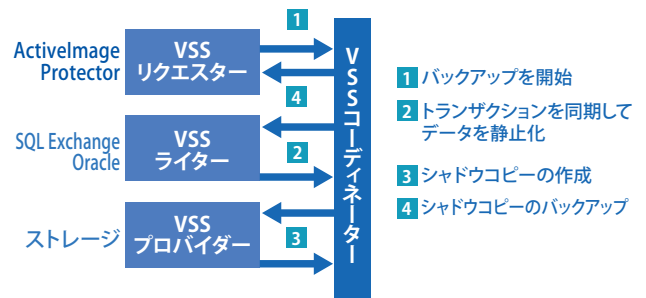 ActiveImage
Protector
VSS
リクエスター
1
4
SQL Exchange
Oracle
VSS
ライター
2
ストレージ
VSS
プロバイダー
3
VSSコーディネーター
1 バックアップを開始
2 トランザクションを同期して
データを静止化
3 シャドウコピーの作成
4 シャドウコピーのバックアップ